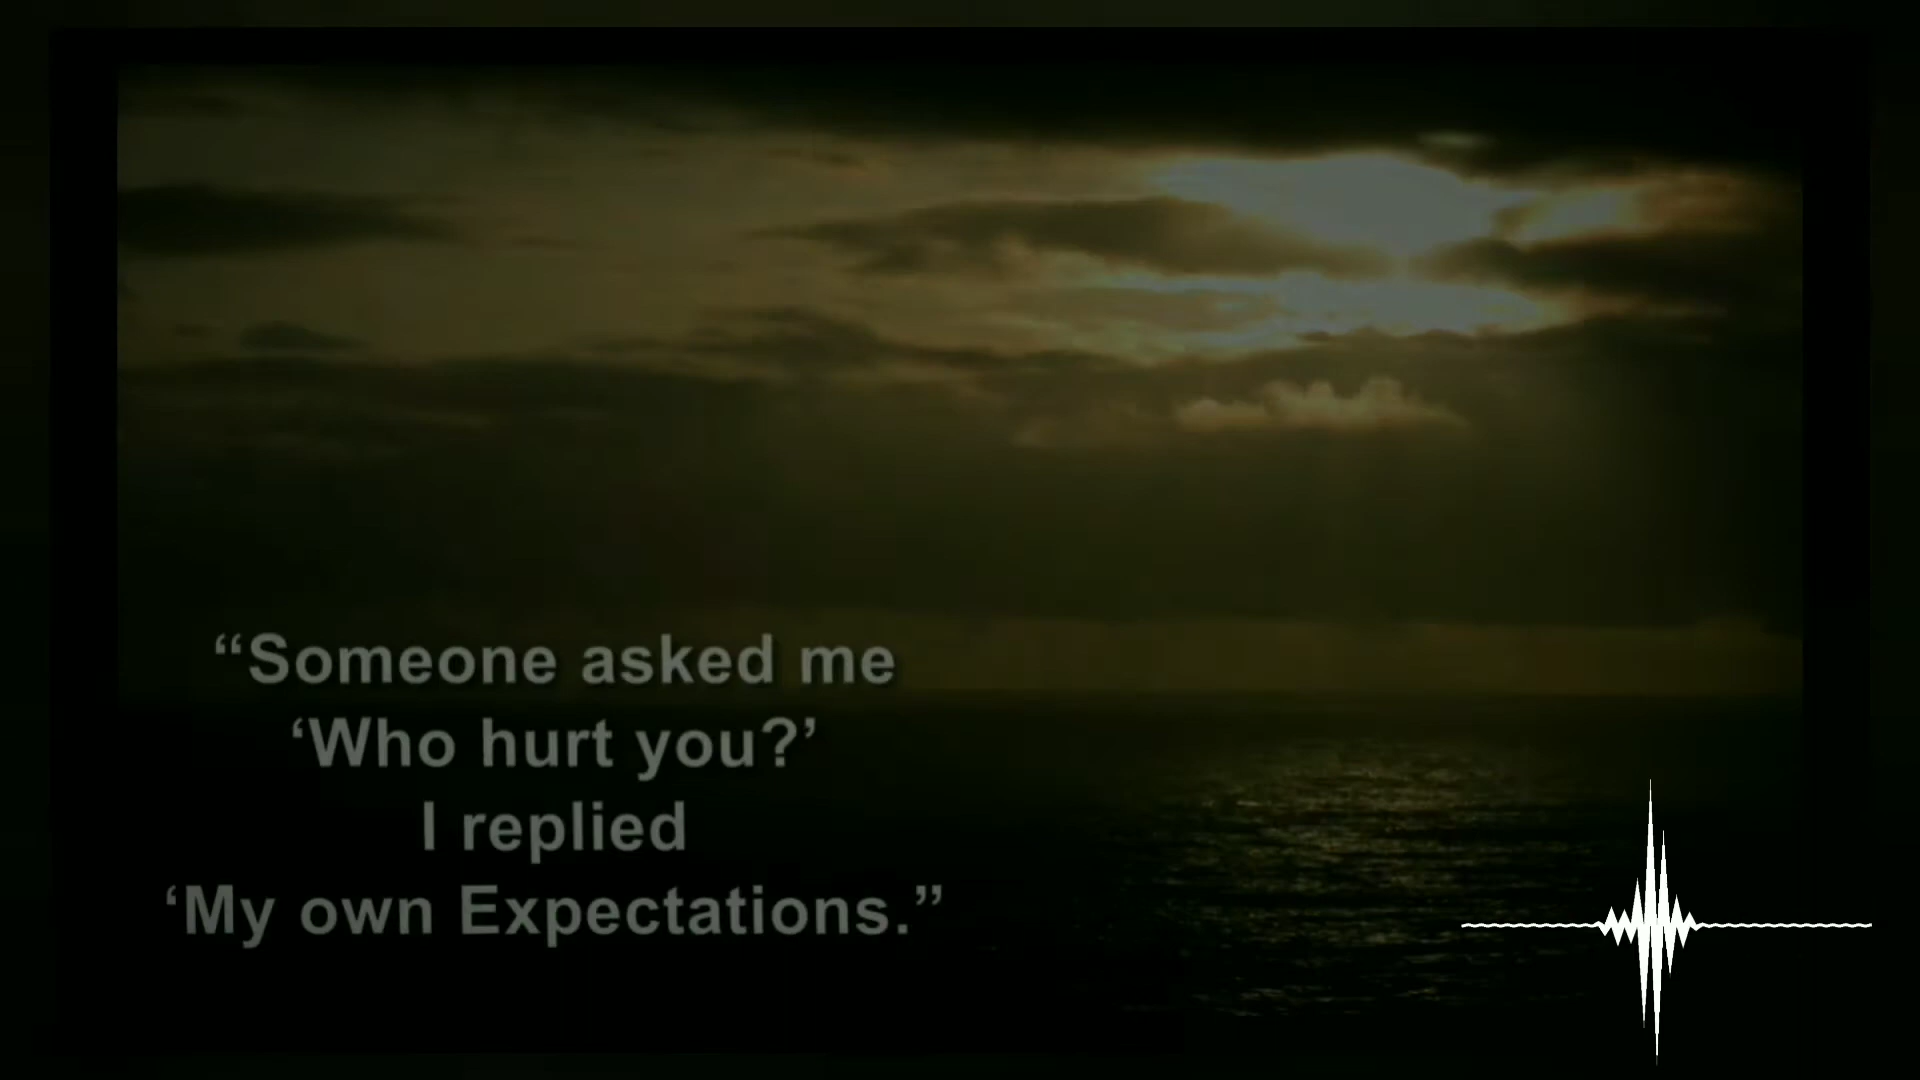 “Someone asked me
‘Who hurt you?’
I replied
‘My own Expectations.”